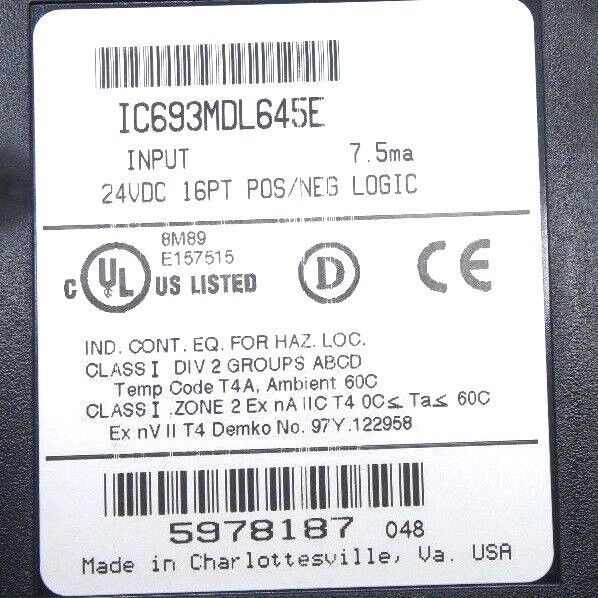 IC693MDL645E
INPUT 7.5ma
24VDC 16PT POS/NEG LOGIC
8M89
E157515
C UL US LISTED
D
CE
IND. CONT. EQ. FOR HAZ. LOC.
CLASS I DIV 2 GROUPS ABCD
Temp Code T4A, Ambient 60C
CLASS I ZONE 2 Ex nA IIC T4 0C≤ Ta≤ 60C
Ex nV II T4 Demko No. 97Y.122958
5978187 048
Made in Charlottesville, Va. USA